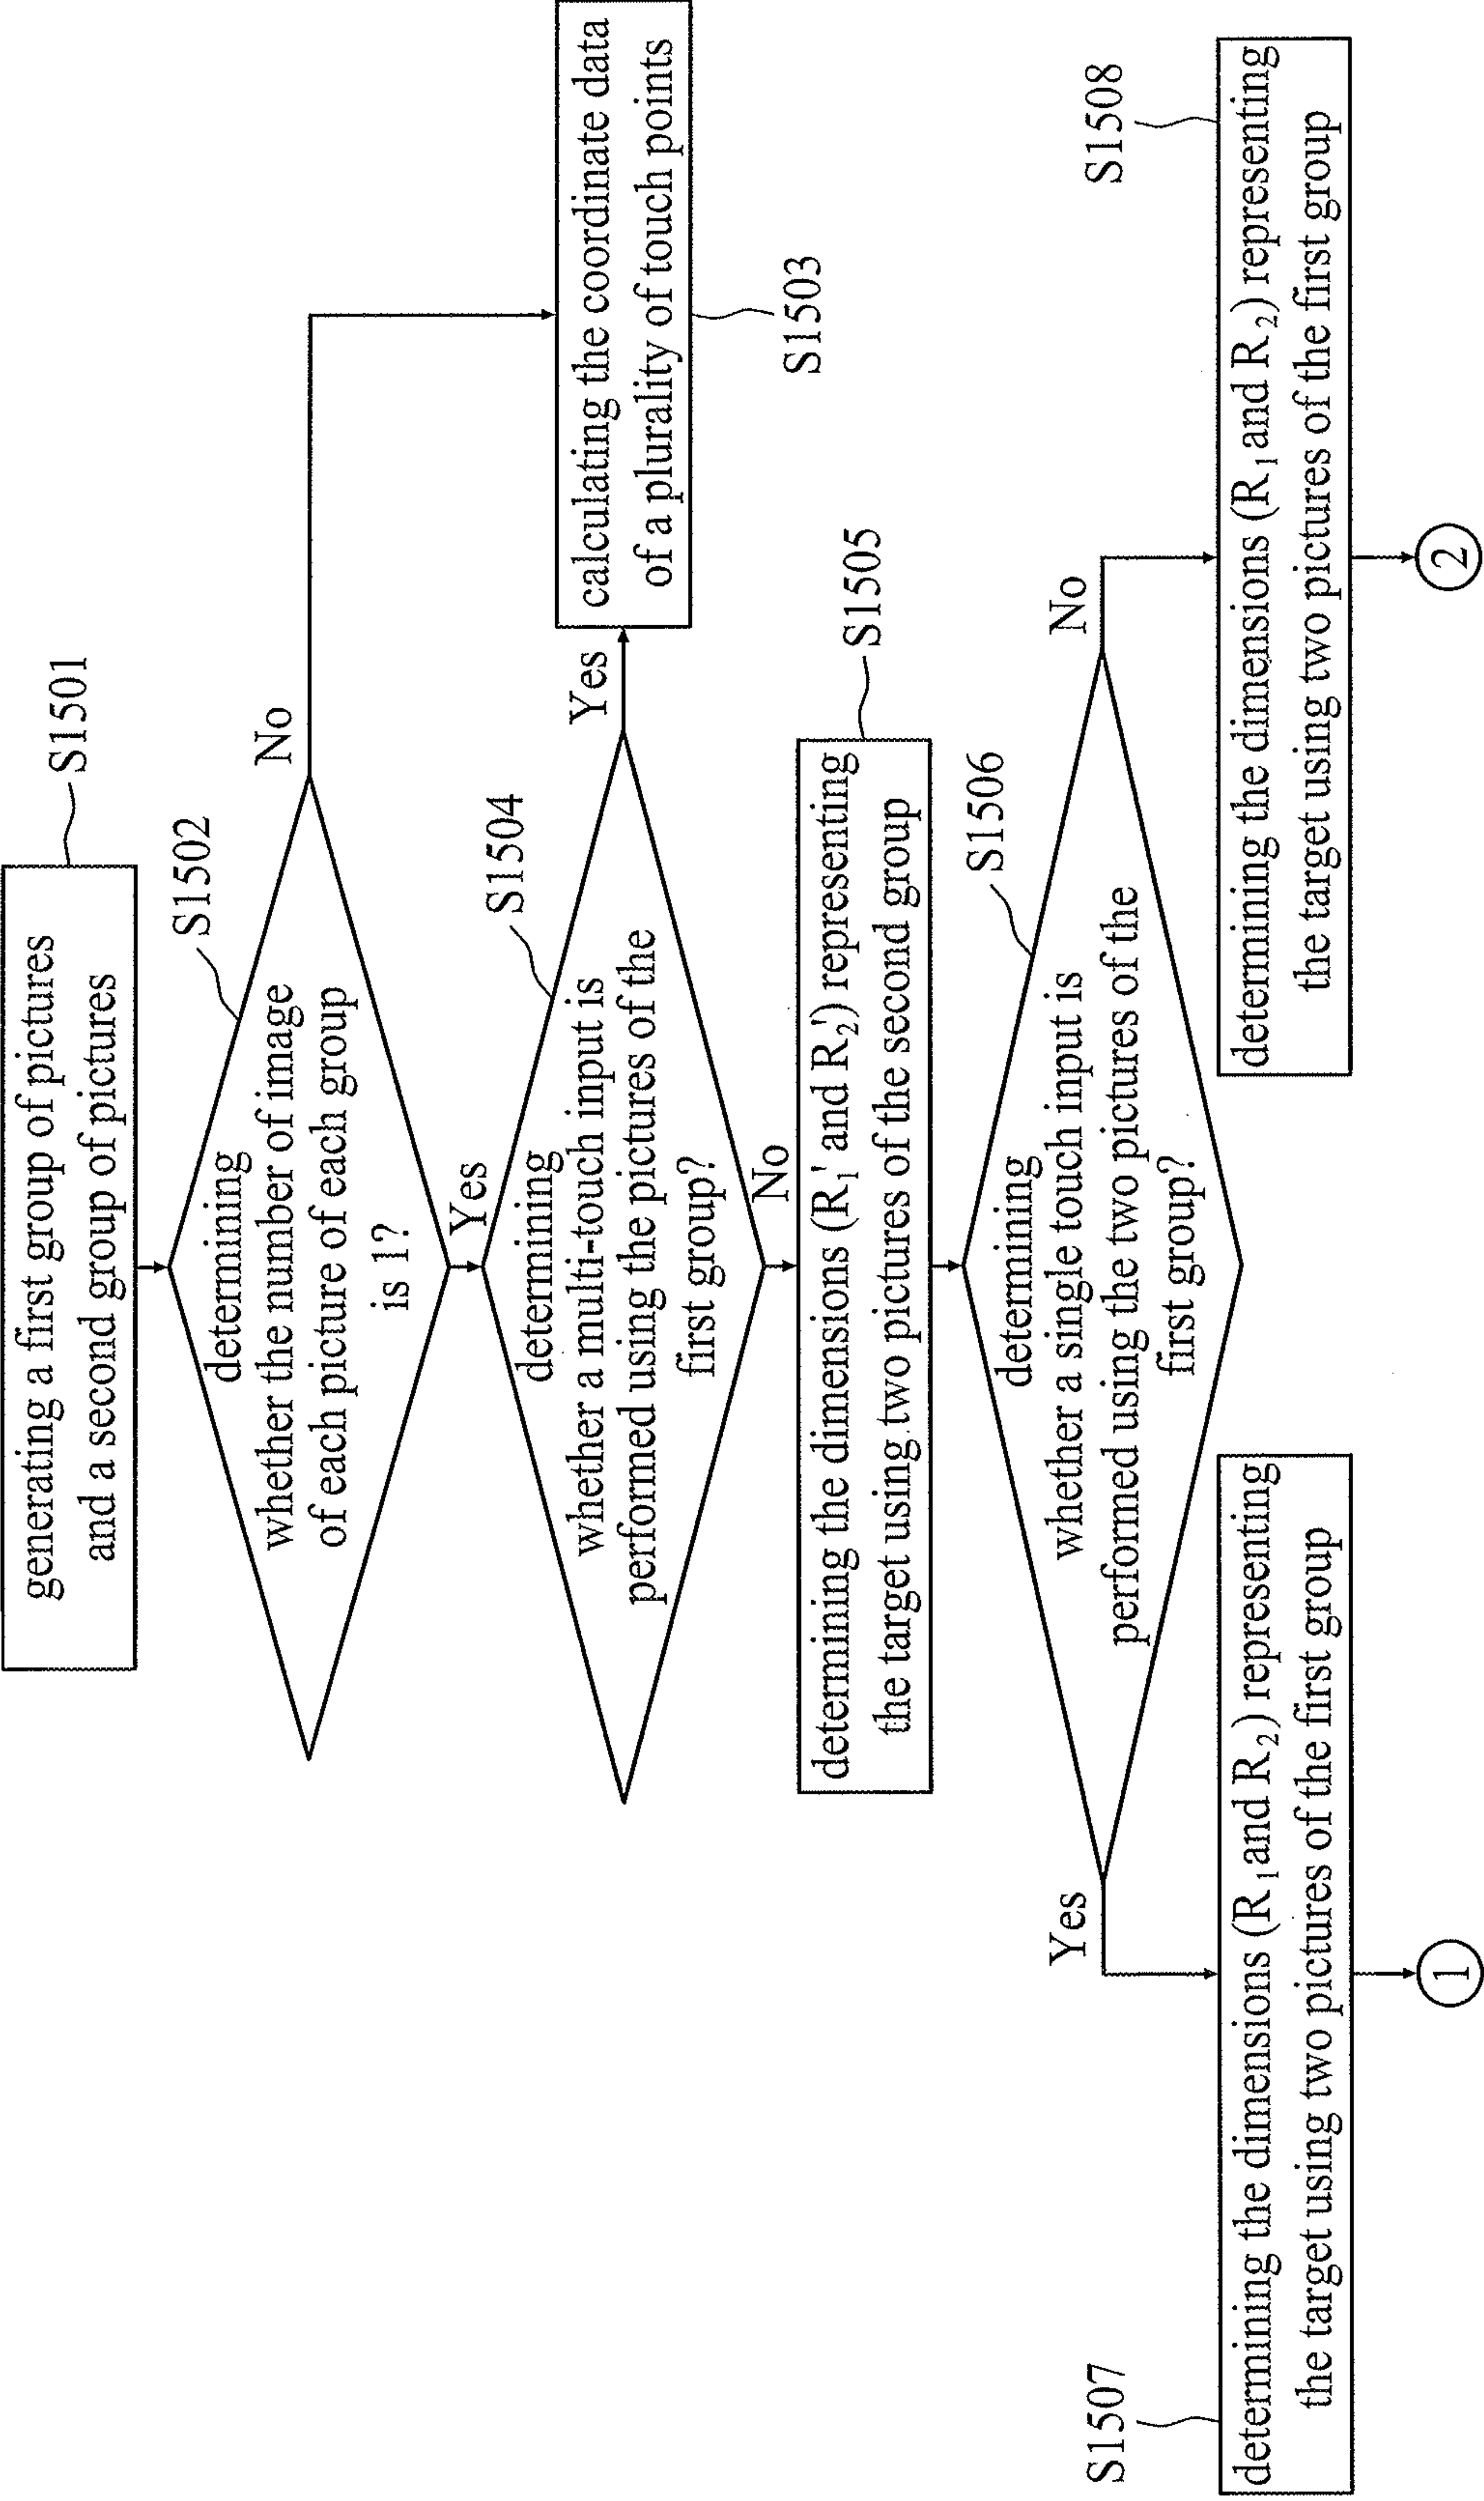 generating a first group of pictures
and a second group of pictures
S1501
determining
whether the number of image
of each picture of each group
is 1?
S1502
No
Yes
calculating the coordinate data
of a plurality of touch points
S1503
determining
whether a multi-touch input is
performed using the pictures of the
first group?
S1504
Yes
No
determining the dimensions (R₁' and R₂') representing
the target using two pictures of the second group
S1505
determining
whether a single touch input is
performed using the two pictures of the
first group?
S1506
Yes
No
S1507
determining the dimensions (R₁ and R₂) representing
the target using two pictures of the first group
1
S1508
determining the dimensions (R₁ and R₂) representing
the target using two pictures of the first group
2